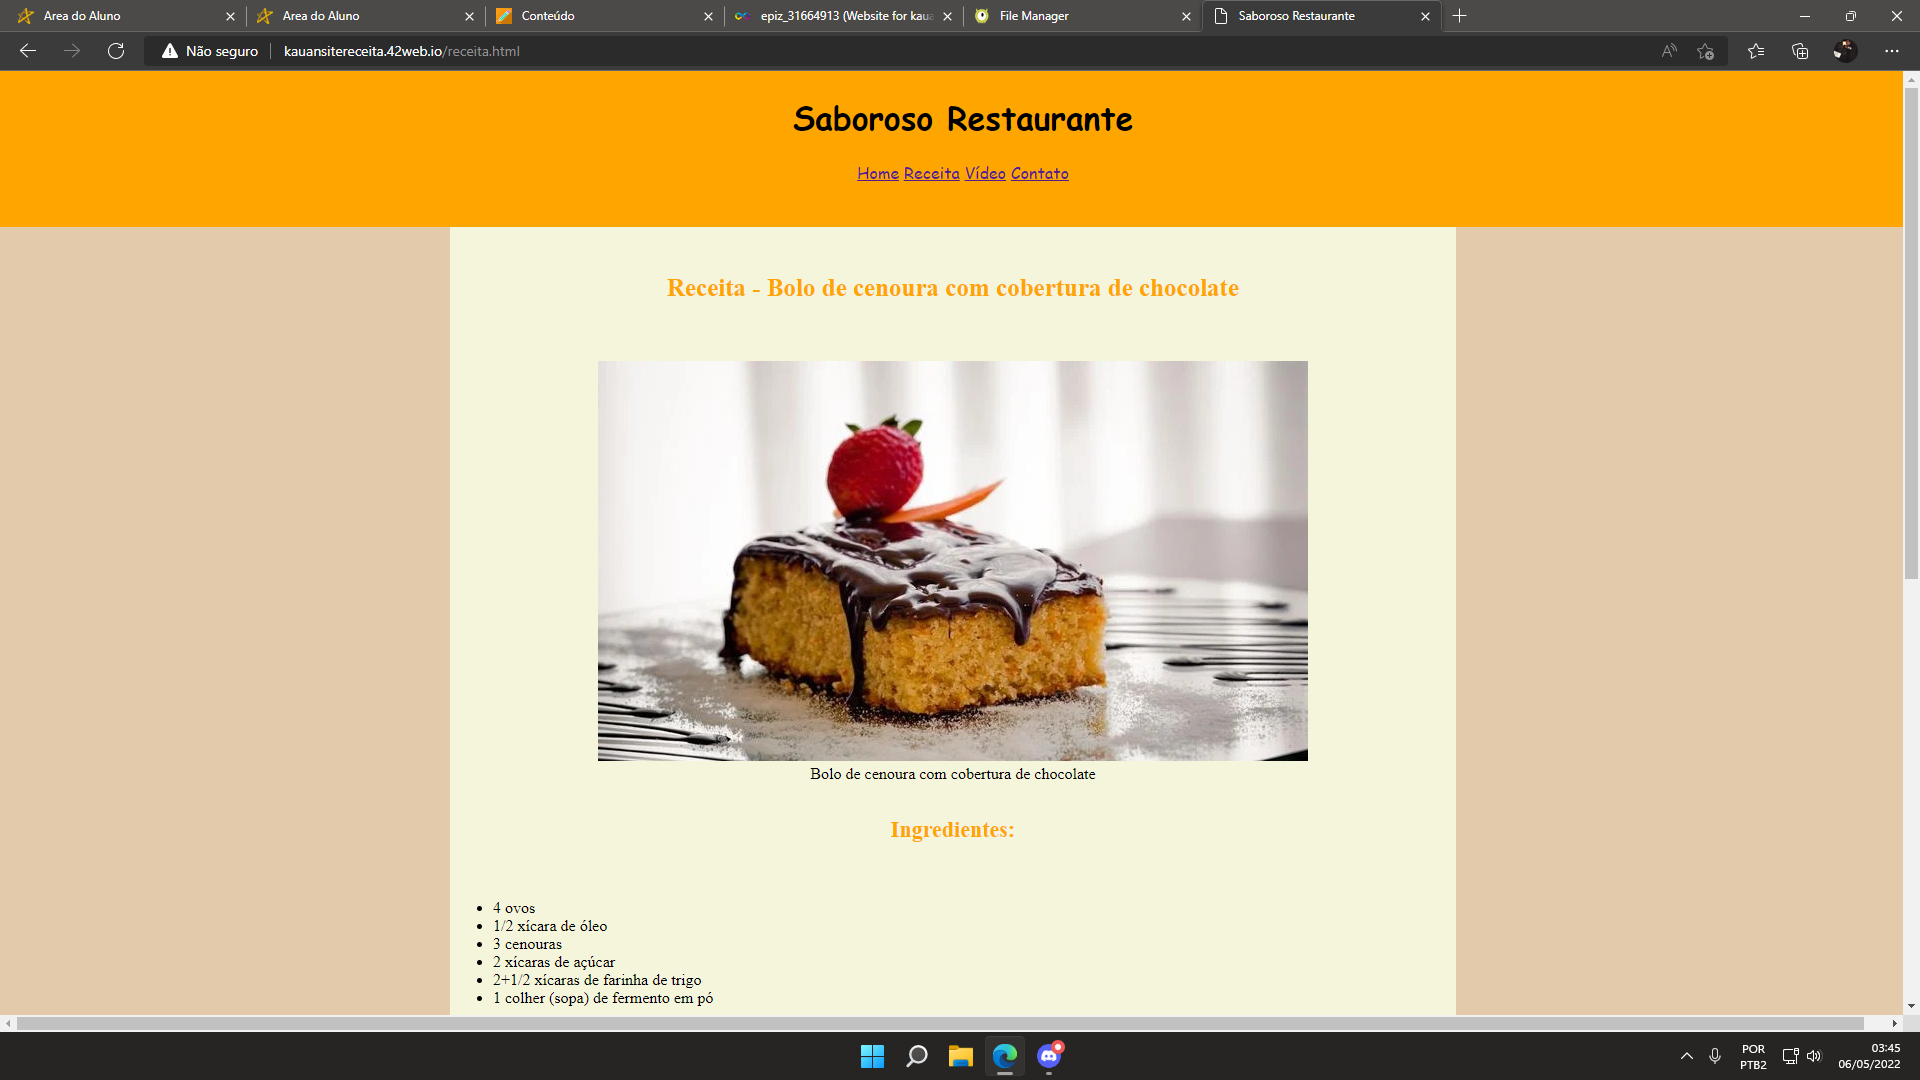 Area do Aluno
Area do Aluno
Conteúdo
epiz_31664913 (Website for kaua
File Manager
Saboroso Restaurante
Não seguro
kauansitereceita.42web.io/receita.html
Saboroso Restaurante
Home Receita Vídeo Contato
Receita - Bolo de cenoura com cobertura de chocolate
Bolo de cenoura com cobertura de chocolate
Ingredientes:
4 ovos
1/2 xícara de óleo
3 cenouras
2 xícaras de açúcar
2+1/2 xícaras de farinha de trigo
1 colher (sopa) de fermento em pó
POR
PTB2
03:45
06/05/2022